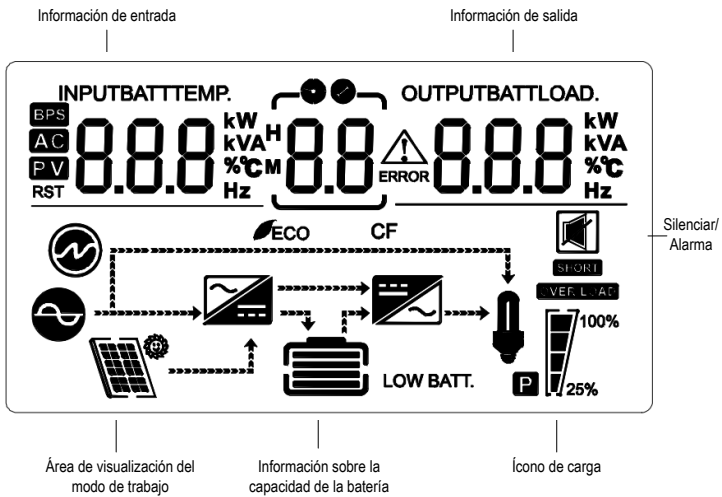 Información de entrada
Información de salida
INPUTBATTTEMP.
OUTPUTBATTLOAD.
BPS
AC
PV
RST
8.8.8
kW
kVA
%℃
Hz
H
M
8.8
ERROR
8.8.8
kW
kVA
%℃
Hz
ECO
CF
Silenciar/
Alarma
SHORT
OVER LOAD
100%
LOW BATT.
P
25%
Área de visualización del
modo de trabajo
Información sobre la
capacidad de la batería
Ícono de carga